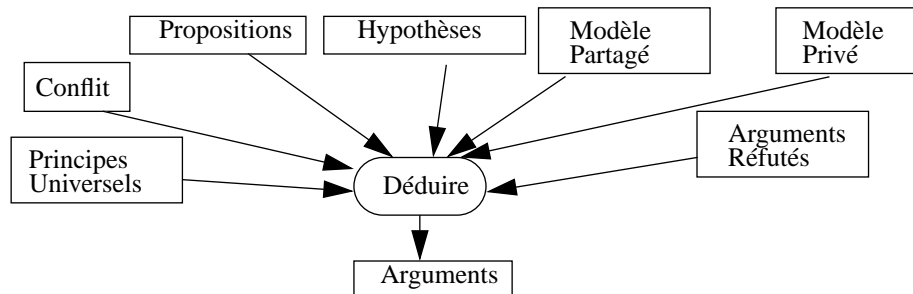 Propositions
Hypothèses
Modèle
Partagé
Modèle
Privé
Conflit
Arguments
Réfutés
Principes
Universels
Déduire
Arguments